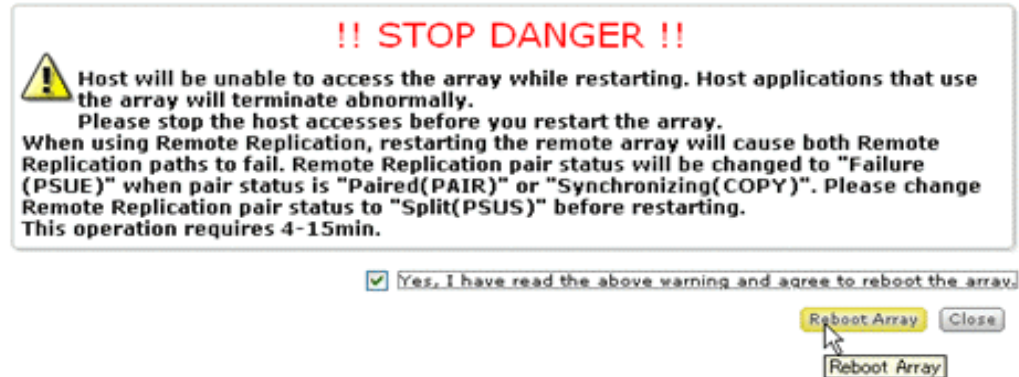 !! STOP DANGER !!
Host will be unable to access the array while restarting. Host applications that use
the array will terminate abnormally.
Please stop the host accesses before you restart the array.
When using Remote Replication, restarting the remote array will cause both Remote
Replication paths to fail. Remote Replication pair status will be changed to "Failure
(PSUE)" when pair status is "Paired(PAIR)" or "Synchronizing(COPY)". Please change
Remote Replication pair status to "Split(PSUS)" before restarting.
This operation requires 4-15min.
Yes, I have read the above warning and agree to reboot the array.
Reboot Array Close
Reboot Array